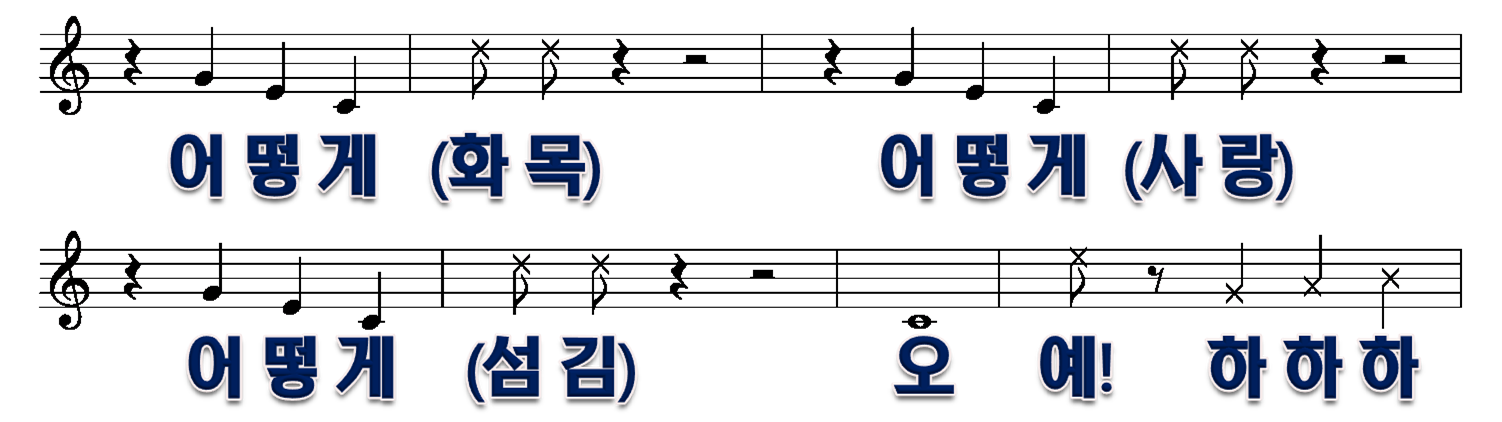 어 떻 게 (화 목) 어 떻 게 (사 랑)
어 떻 게 (섬 김) 오 예! 하 하 하